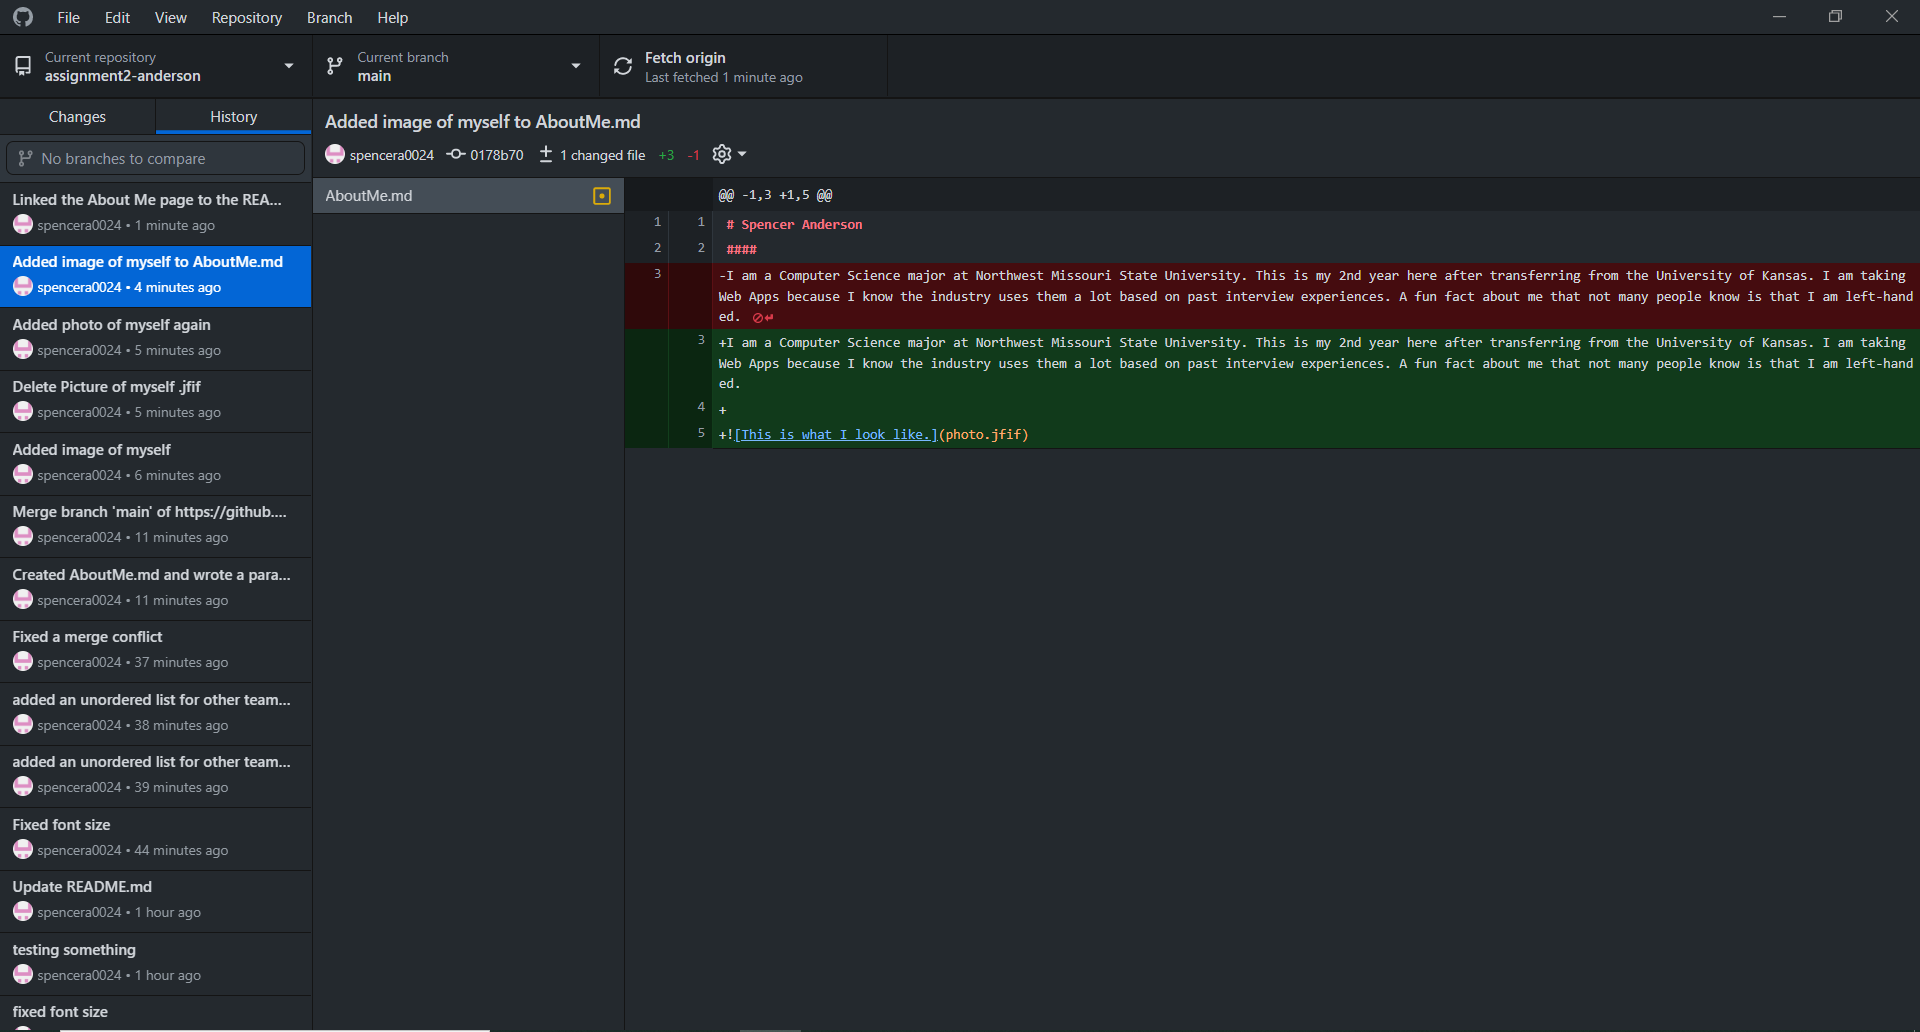 File Edit View Repository Branch Help
Current repository
assignment2-anderson
Current branch
main
Fetch origin
Last fetched 1 minute ago
Changes
History
No branches to compare
Linked the About Me page to the REA...
spencera0024 • 1 minute ago
Added image of myself to AboutMe.md
spencera0024 • 4 minutes ago
Added photo of myself again
spencera0024 • 5 minutes ago
Delete Picture of myself .jfif
spencera0024 • 5 minutes ago
Added image of myself
spencera0024 • 6 minutes ago
Merge branch 'main' of https://github....
spencera0024 • 11 minutes ago
Created AboutMe.md and wrote a para...
spencera0024 • 11 minutes ago
Fixed a merge conflict
spencera0024 • 37 minutes ago
added an unordered list for other team...
spencera0024 • 38 minutes ago
added an unordered list for other team...
spencera0024 • 39 minutes ago
Fixed font size
spencera0024 • 44 minutes ago
Update README.md
spencera0024 • 1 hour ago
testing something
spencera0024 • 1 hour ago
fixed font size
Added image of myself to AboutMe.md
spencera0024 0178b70 1 changed file +3 -1
AboutMe.md
@@ -1,3 +1,5 @@
1 1 # Spencer Anderson
2 2 ####
3 -I am a Computer Science major at Northwest Missouri State University. This is my 2nd year here after transferring from the University of Kansas. I am taking
Web Apps because I know the industry uses them a lot based on past interview experiences. A fun fact about me that not many people know is that I am left-hand
ed.
3 +I am a Computer Science major at Northwest Missouri State University. This is my 2nd year here after transferring from the University of Kansas. I am taking
Web Apps because I know the industry uses them a lot based on past interview experiences. A fun fact about me that not many people know is that I am left-hand
ed.
4 +
5 +![This is what I look like.](photo.jfif)